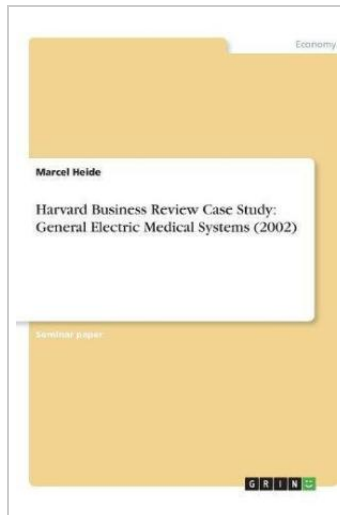 Economy
Marcel Heide
Harvard Business Review Case Study:
General Electric Medical Systems (2002)
Seminar paper
GRIN